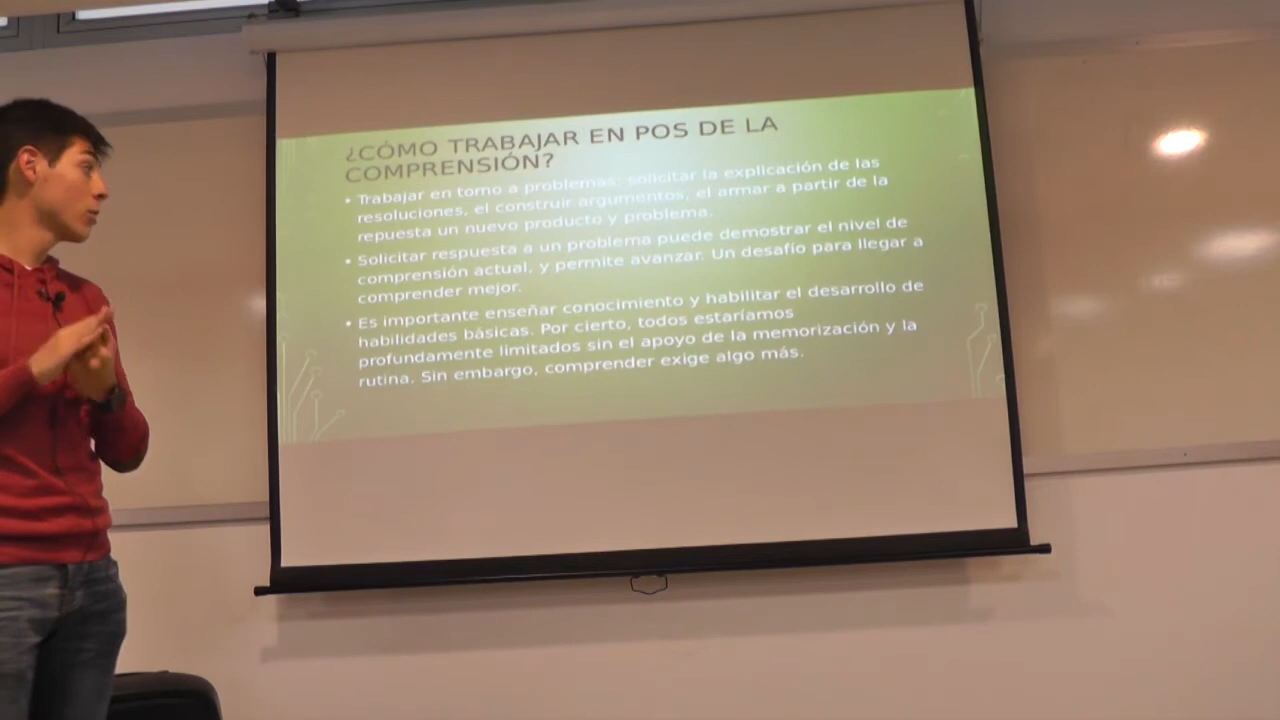 ¿CÓMO TRABAJAR EN POS DE LA
COMPRENSIÓN?
• Trabajar en torno a problemas: solicitar la explicación de las
resoluciones, el construir argumentos, el armar a partir de la
repuesta un nuevo producto y problema.
• Solicitar respuesta a un problema puede demostrar el nivel de
comprensión actual, y permite avanzar. Un desafío para llegar a
comprender mejor.
• Es importante enseñar conocimiento y habilitar el desarrollo de
habilidades básicas. Por cierto, todos estaríamos
profundamente limitados sin el apoyo de la memorización y la
rutina. Sin embargo, comprender exige algo más.